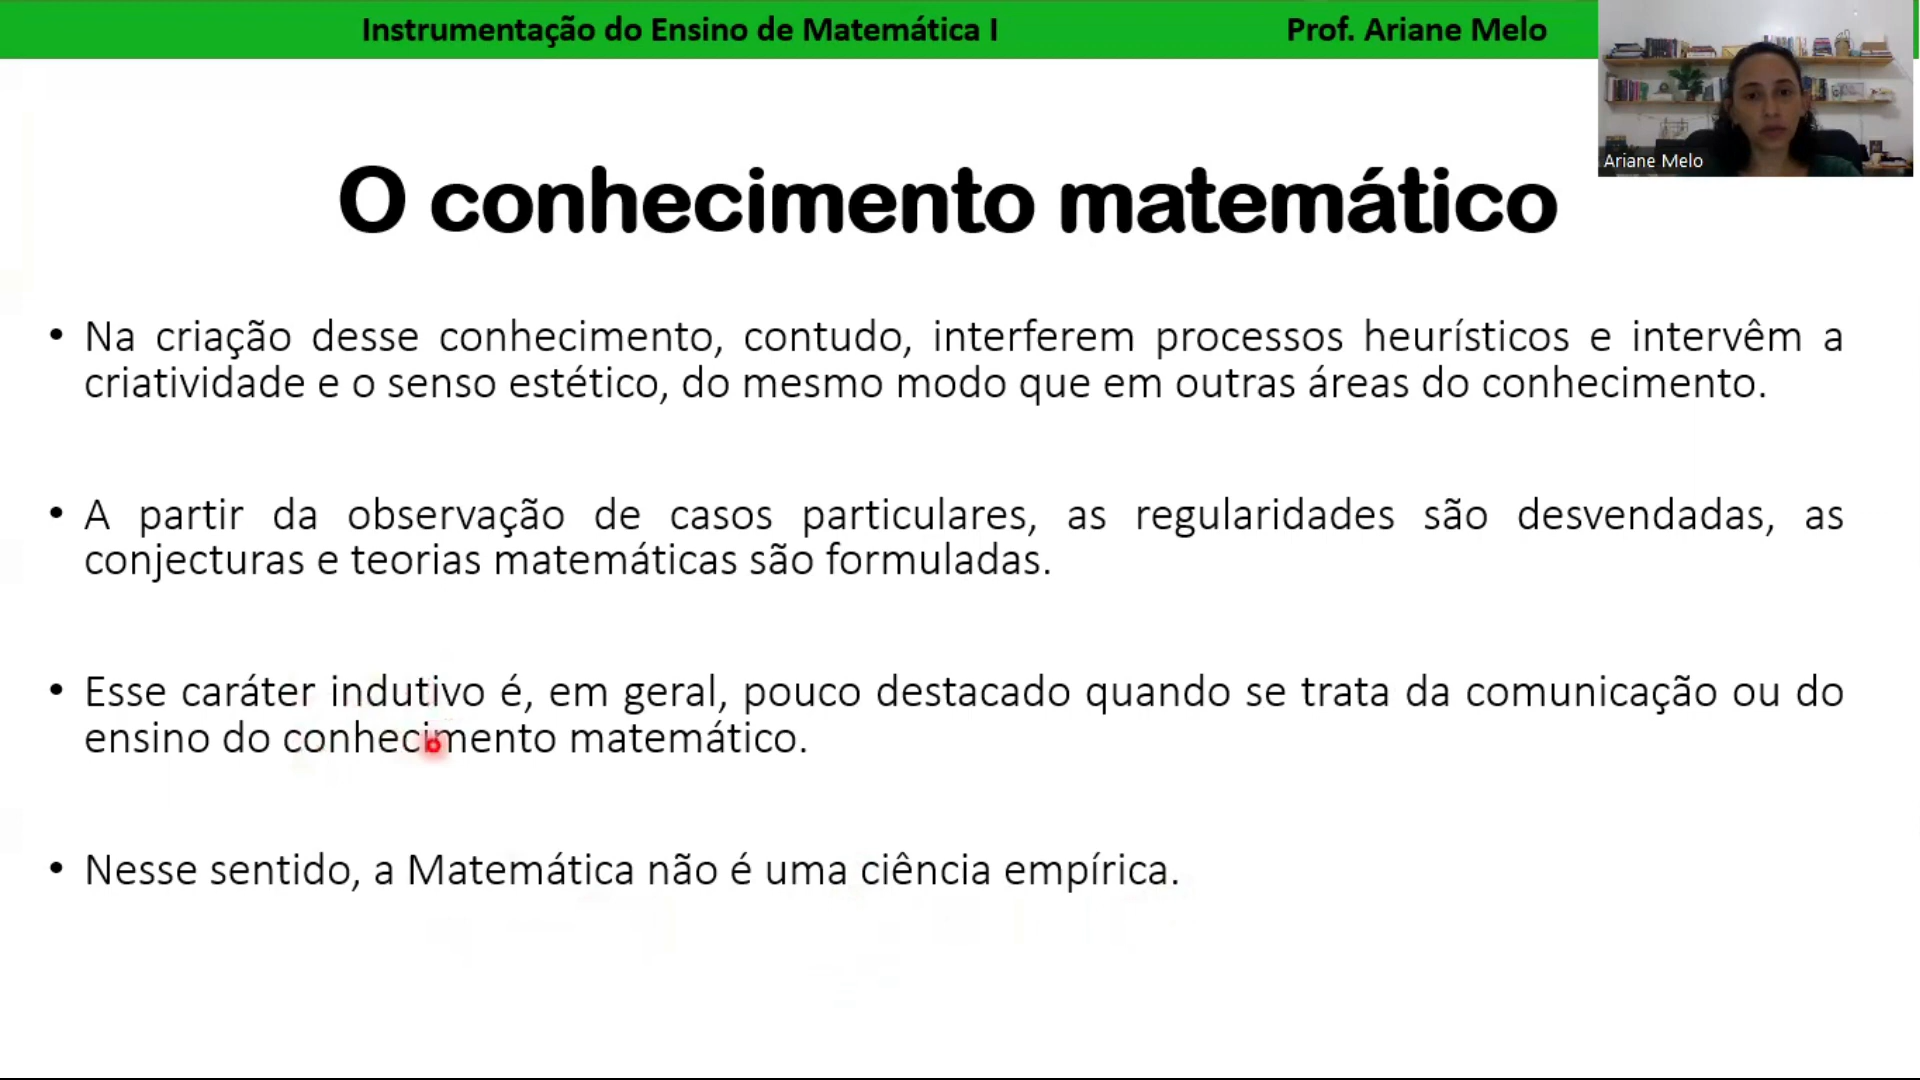 Instrumentação do Ensino de Matemática I
Prof. Ariane Melo
Ariane Melo
O conhecimento matemático
• Na criação desse conhecimento, contudo, interferem processos heurísticos e intervêm a
criatividade e o senso estético, do mesmo modo que em outras áreas do conhecimento.
• A partir da observação de casos particulares, as regularidades são desvendadas, as
conjecturas e teorias matemáticas são formuladas.
• Esse caráter indutivo é, em geral, pouco destacado quando se trata da comunicação ou do
ensino do conhecimento matemático.
• Nesse sentido, a Matemática não é uma ciência empírica.